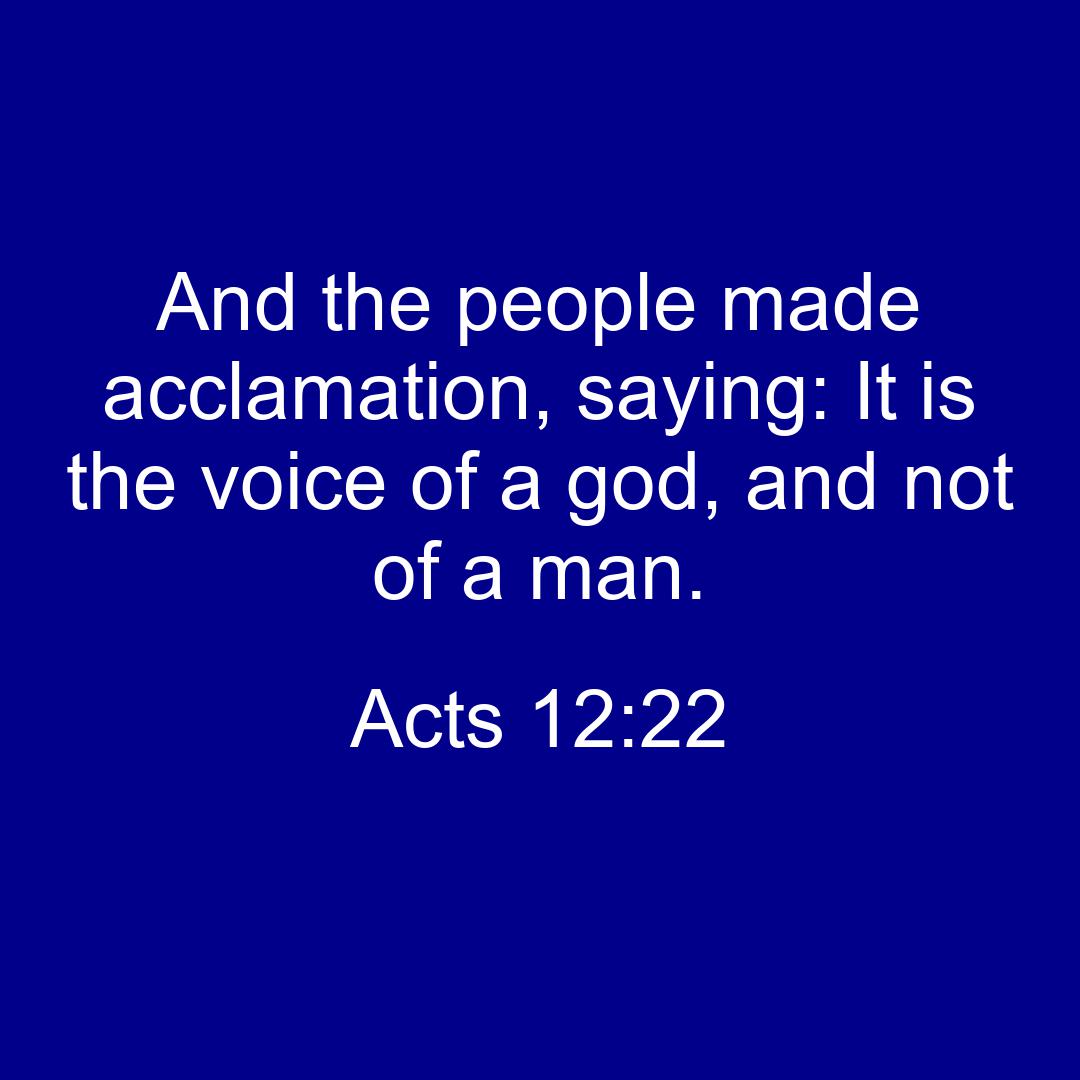 And the people made
acclamation, saying: It is
the voice of a god, and not
of a man.
Acts 12:22